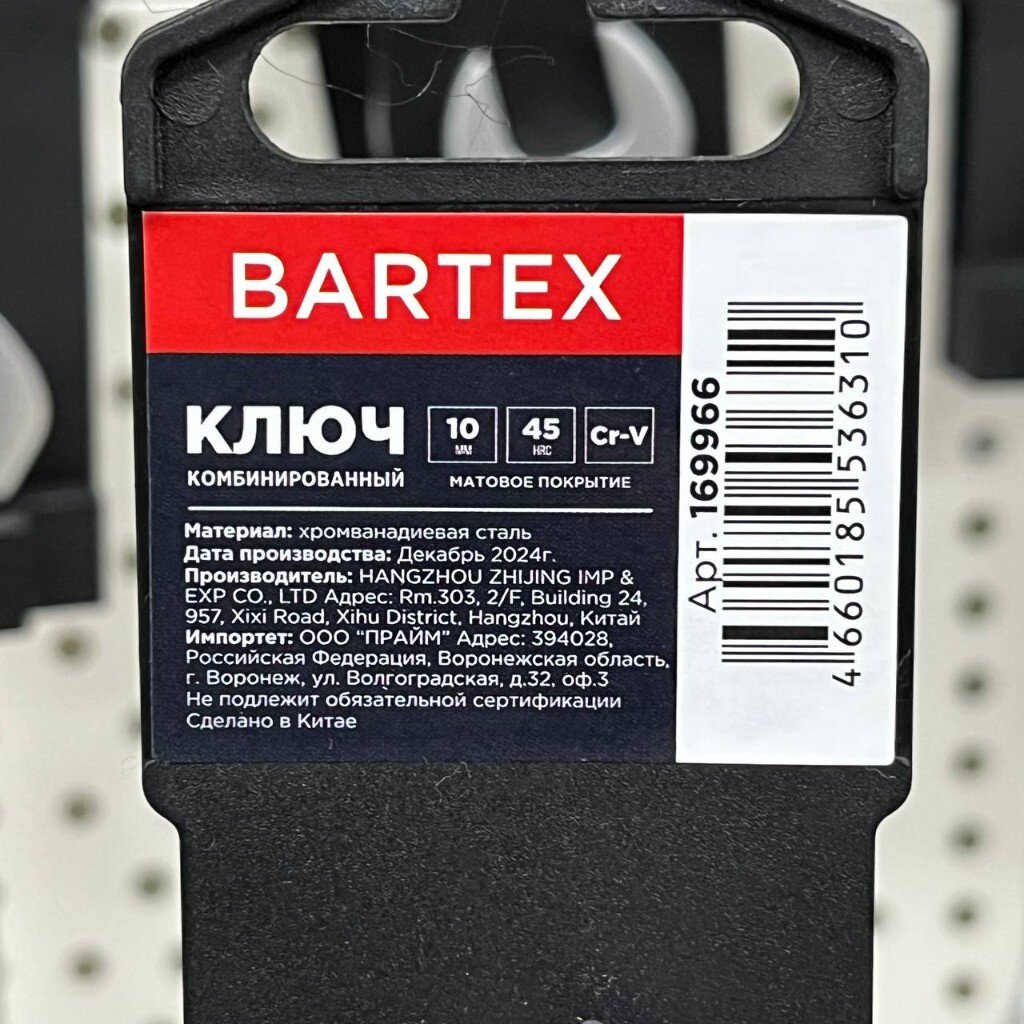 BARTEX
КЛЮЧ
КОМБИНИРОВАННЫЙ
10 45 Cr-V
ММ HRC
МАТОВОЕ ПОКРЫТИЕ
Материал: хромванадиевая сталь
Дата производства: Декабрь 2024г.
Производитель: HANGZHOU ZHIJING IMP &
EXP CO., LTD Адрес: Rm.303, 2/F, Building 24,
957, Xixi Road, Xihu District, Hangzhou, Китай
Импортет: ООО "ПРАЙМ" Адрес: 394028,
Российская Федерация, Воронежская область,
г. Воронеж, ул. Волгоградская, д.32, оф.3
Не подлежит обязательной сертификации
Сделано в Китае
Арт. 169966
4 660185 536310